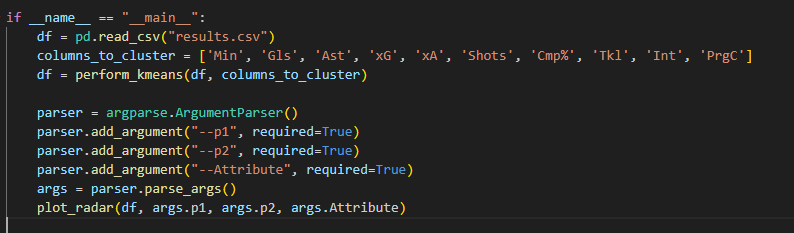 if __name__ == "__main__":
    df = pd.read_csv("results.csv")
    columns_to_cluster = ['Min', 'Gls', 'Ast', 'xG', 'xA', 'Shots', 'Cmp%', 'Tkl', 'Int', 'PrgC']
    df = perform_kmeans(df, columns_to_cluster)
    parser = argparse.ArgumentParser()
    parser.add_argument("--p1", required=True)
    parser.add_argument("--p2", required=True)
    parser.add_argument("--Attribute", required=True)
    args = parser.parse_args()
    plot_radar(df, args.p1, args.p2, args.Attribute)